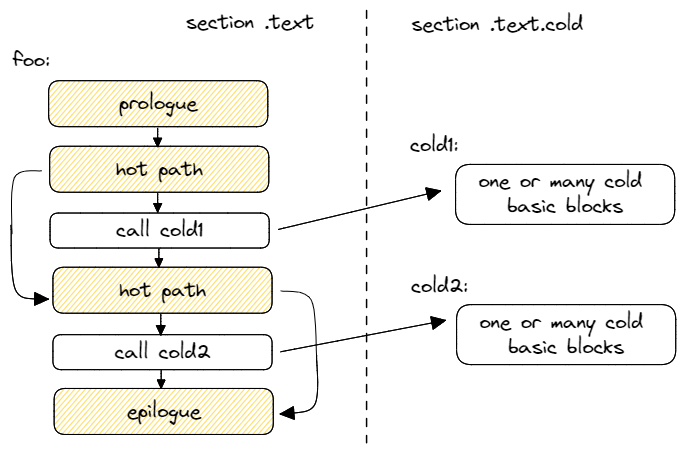 section .text
section .text.cold
foo:
prologue
hot path
call cold1
hot path
call cold2
epilogue
cold1:
one or many cold
basic blocks
cold2:
one or many cold
basic blocks